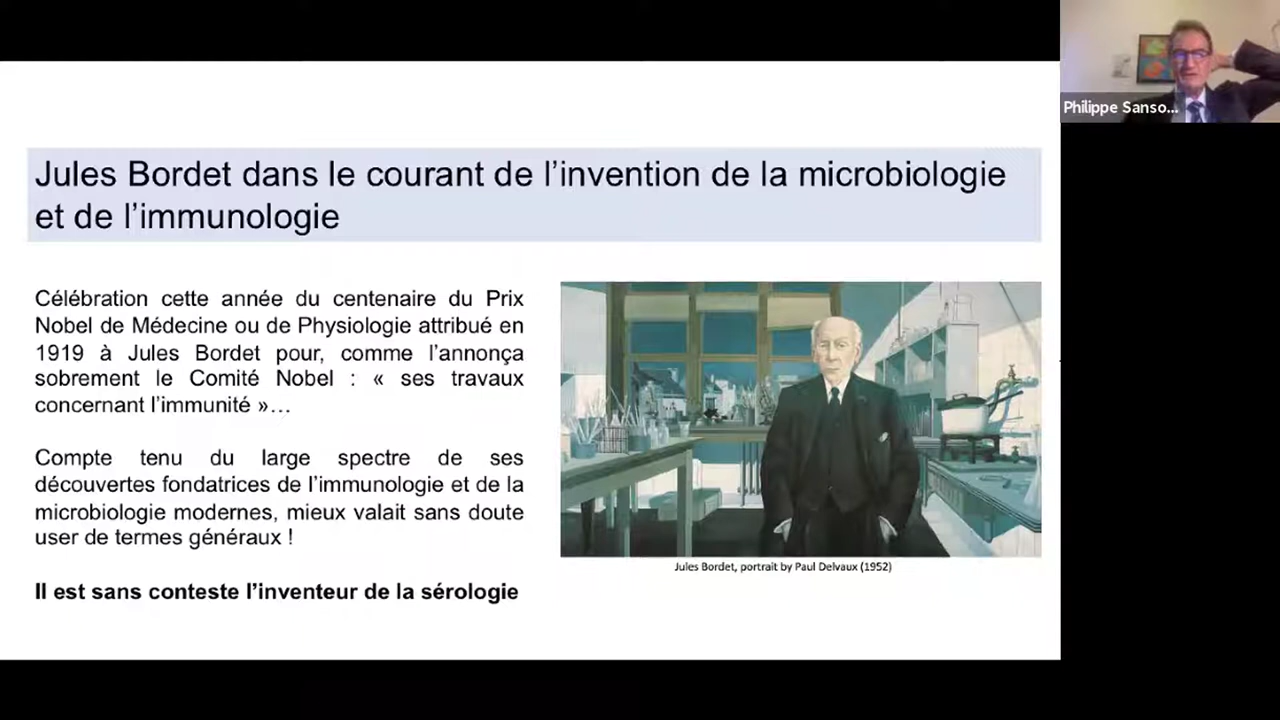 Philippe Sanso...
Jules Bordet dans le courant de l’invention de la microbiologie
et de l’immunologie
Célébration cette année du centenaire du Prix
Nobel de Médecine ou de Physiologie attribué en
1919 à Jules Bordet pour, comme l’annonça
sobrement le Comité Nobel : « ses travaux
concernant l’immunité »…
Compte tenu du large spectre de ses
découvertes fondatrices de l’immunologie et de la
microbiologie modernes, mieux valait sans doute
user de termes généraux !
Il est sans conteste l’inventeur de la sérologie
Jules Bordet, portrait by Paul Delvaux (1952)